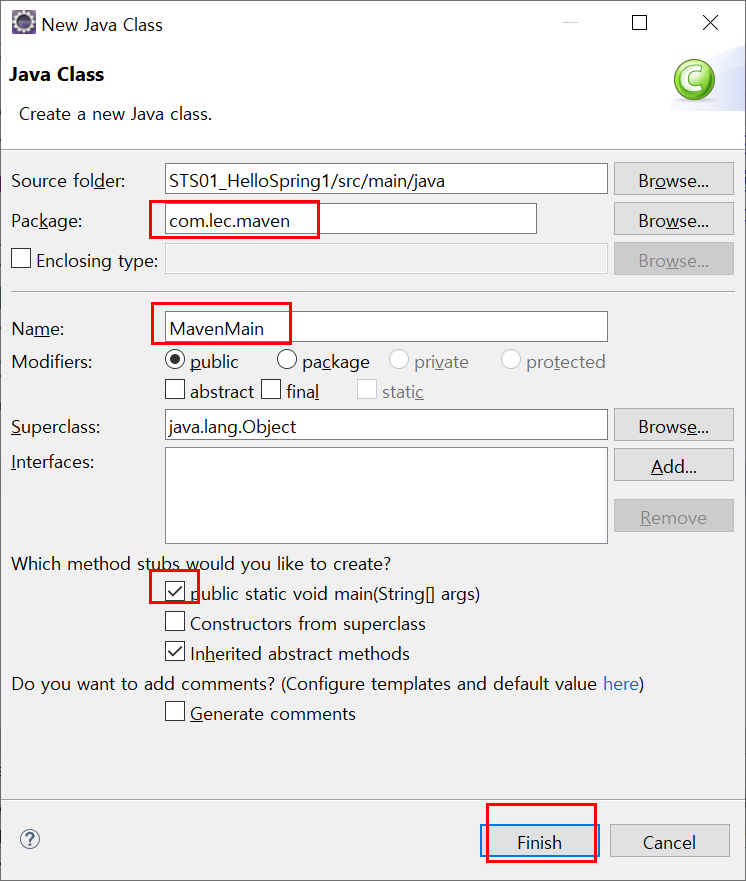 New Java Class
Java Class
Create a new Java class.
Source folder: STS01_HelloSpring1/src/main/java Browse...
Package: com.lec.maven Browse...
Enclosing type: Browse...
Name: MavenMain
Modifiers: public package private protected
abstract final static
Superclass: java.lang.Object Browse...
Interfaces: Add...
Remove
Which method stubs would you like to create?
public static void main(String[] args)
Constructors from superclass
Inherited abstract methods
Do you want to add comments? (Configure templates and default value here)
Generate comments
? Finish Cancel